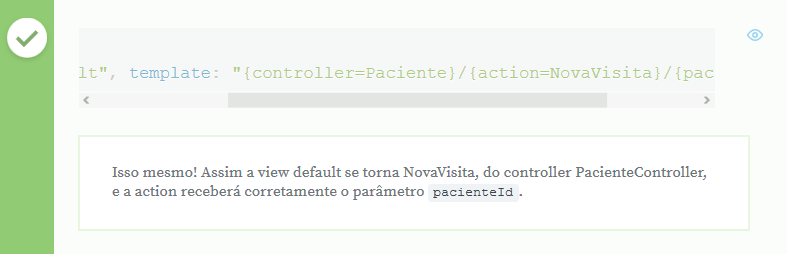 lt", template: "{controller=Paciente}/{action=NovaVisita}/{pac
Isso mesmo! Assim a view default se torna NovaVisita, do controller PacienteController,
e a action receberá corretamente o parâmetro pacienteId.